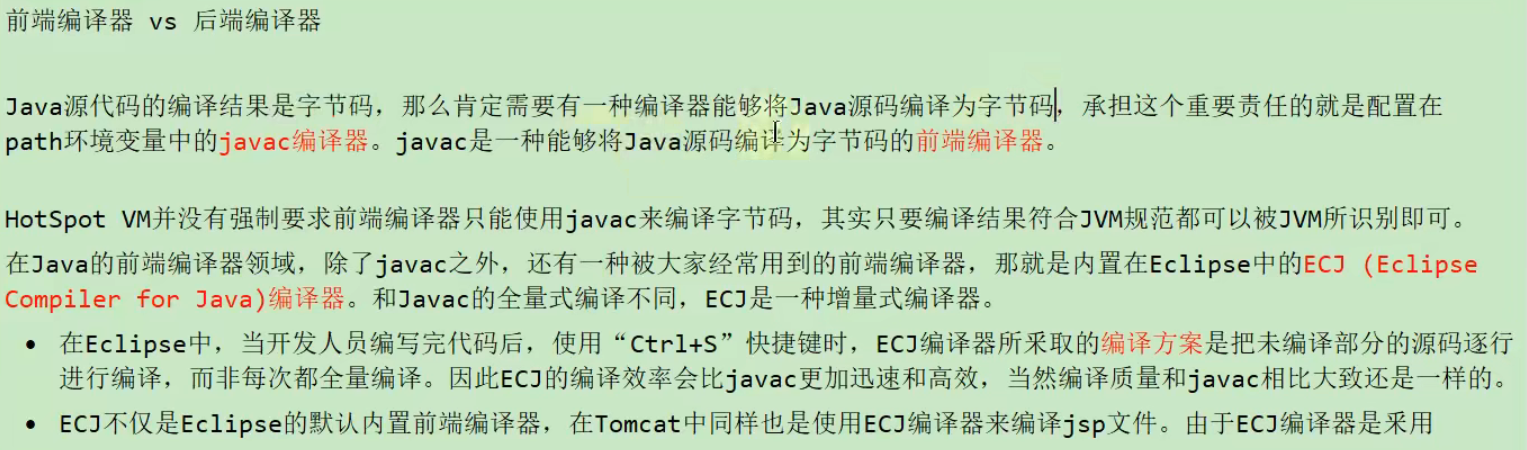 前端编译器 vs 后端编译器
Java源代码的编译结果是字节码，那么肯定需要有一种编译器能够将Java源码编译为字节码，承担这个重要责任的就是配置在
path环境变量中的javac编译器。javac是一种能够将Java源码编译为字节码的前端编译器。
HotSpot VM并没有强制要求前端编译器只能使用javac来编译字节码，其实只要编译结果符合JVM规范都可以被JVM所识别即可。
在Java的前端编译器领域，除了javac之外，还有一种被大家经常用到的前端编译器，那就是内置在Eclipse中的ECJ (Eclipse
Compiler for Java)编译器。和Javac的全量式编译不同，ECJ是一种增量式编译器。
• 在Eclipse中，当开发人员编写完代码后，使用“Ctrl+S”快捷键时，ECJ编译器所采取的编译方案是把未编译部分的源码逐行
进行编译，而非每次都全量编译。因此ECJ的编译效率会比javac更加迅速和高效，当然编译质量和javac相比大致还是一样的。
• ECJ不仅是Eclipse的默认内置前端编译器，在Tomcat中同样也是使用ECJ编译器来编译jsp文件。由于ECJ编译器是采用